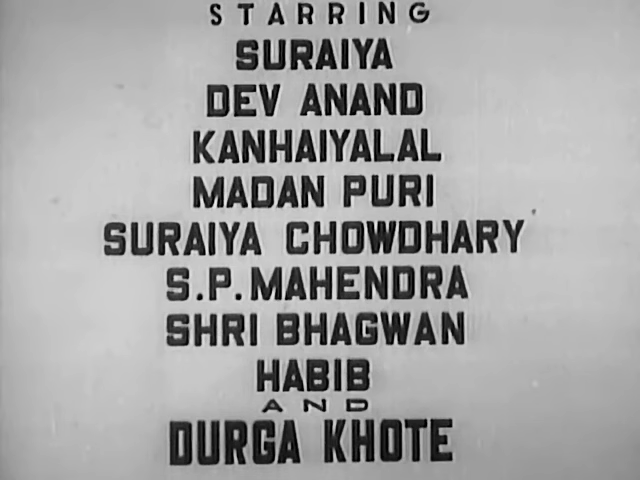 STARRING
SURAIYA
DEV ANAND
KANHAIYALAL
MADAN PURI
SURAIYA CHOWDHARY
S.P. MAHENDRA
SHRI BHAGWAN
HABIB
AND
DURGA KHOTE